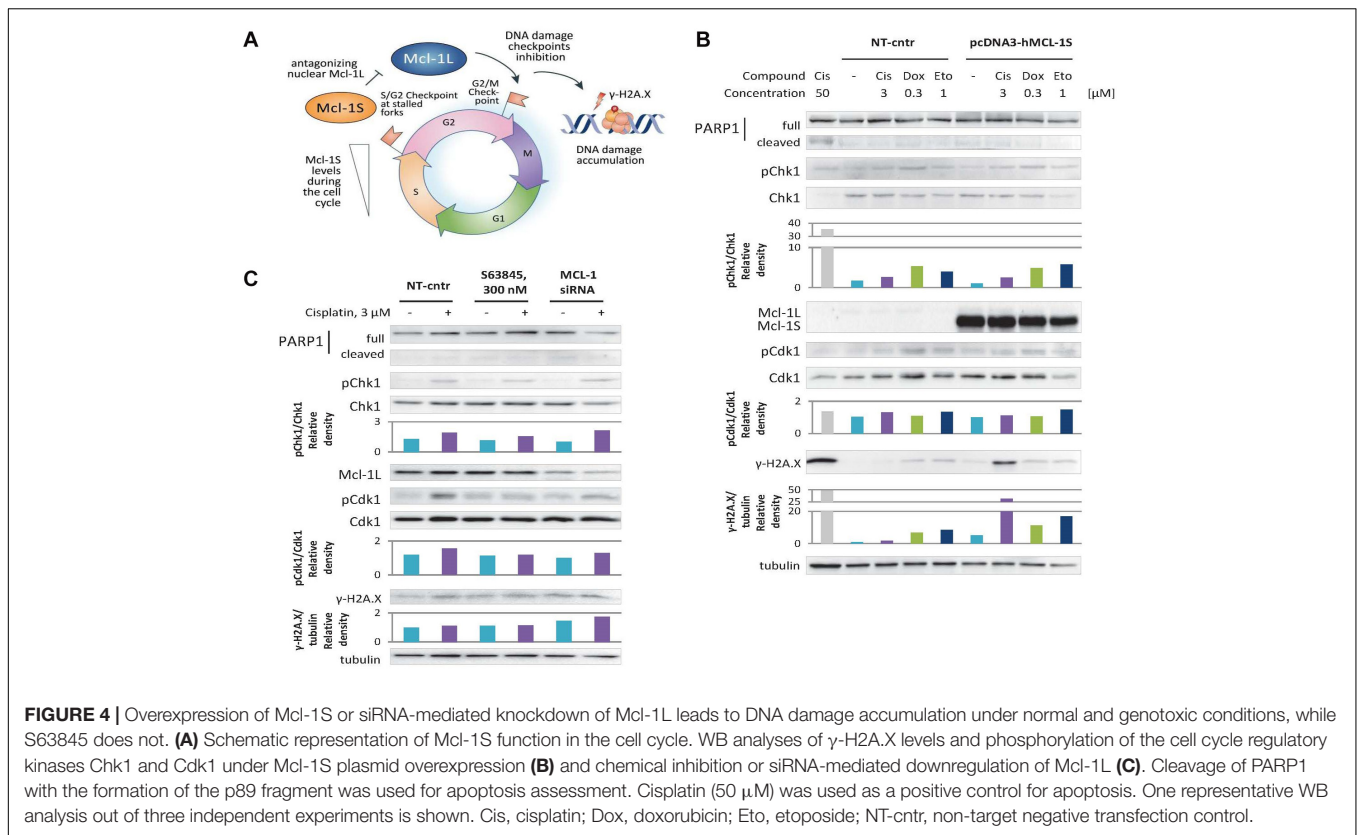 A
Mcl-1L
DNA damage
checkpoints
inhibition
antagonizing
nuclear Mcl-1L
Mcl-1S
S/G2 Checkpoint
at stalled
forks
G2/M
Check-
point
γ-H2A.X
DNA damage
accumulation
Mcl-1S
levels
during
the cell
cycle
G2
M
S
G1
B
NT-cntr pcDNA3-hMCL-1S
Compound Cis - Cis Dox Eto - Cis Dox Eto
Concentration 50 3 0.3 1 3 0.3 1 [μM]
PARP1
full
cleaved
pChk1
Chk1
pChk1/Chk1
Relative
density
40
30
10
0
Mcl-1L
Mcl-1S
pCdk1
Cdk1
pCdk1/Cdk1
Relative
density
2
0
γ-H2A.X
γ-H2A.X/
tubulin
Relative
density
50
25
20
0
tubulin
C
NT-cntr
S63845,
300 nM
MCL-1
siRNA
Cisplatin, 3 μM - + - + - +
PARP1
full
cleaved
pChk1
Chk1
pChk1/Chk1
Relative
density
3
0
Mcl-1L
pCdk1
Cdk1
pCdk1/Cdk1
Relative
density
2
0
γ-H2A.X
γ-H2A.X/
tubulin
Relative
density
2
0
tubulin
FIGURE 4 | Overexpression of Mcl-1S or siRNA-mediated knockdown of Mcl-1L leads to DNA damage accumulation under normal and genotoxic conditions, while
S63845 does not. (A) Schematic representation of Mcl-1S function in the cell cycle. WB analyses of γ-H2A.X levels and phosphorylation of the cell cycle regulatory
kinases Chk1 and Cdk1 under Mcl-1S plasmid overexpression (B) and chemical inhibition or siRNA-mediated downregulation of Mcl-1L (C). Cleavage of PARP1
with the formation of the p89 fragment was used for apoptosis assessment. Cisplatin (50 μM) was used as a positive control for apoptosis. One representative WB
analysis out of three independent experiments is shown. Cis, cisplatin; Dox, doxorubicin; Eto, etoposide; NT-cntr, non-target negative transfection control.